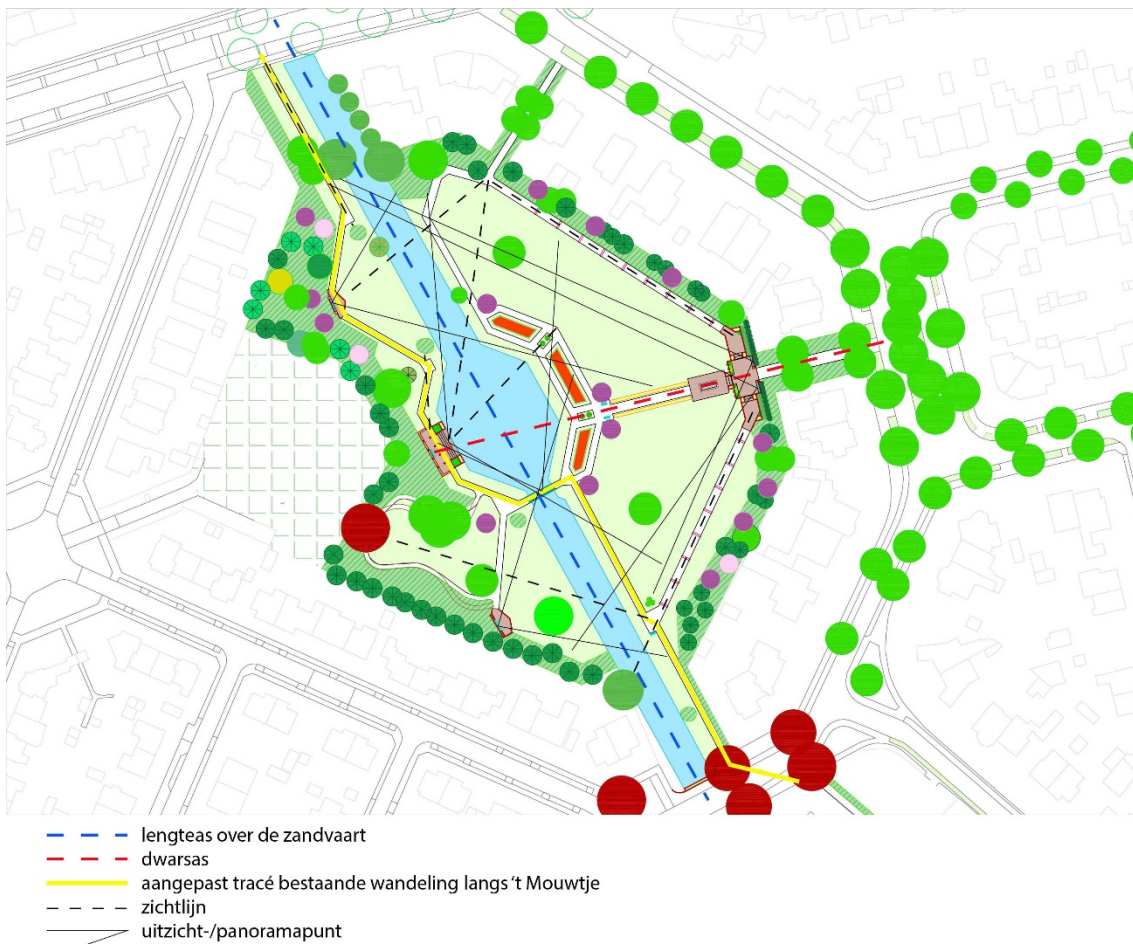 lengteas over de zandvaart
dwarsas
aangepast tracé bestaande wandeling langs ‘t Mouwtje
zichtlijn
uitzicht-/panoramapunt